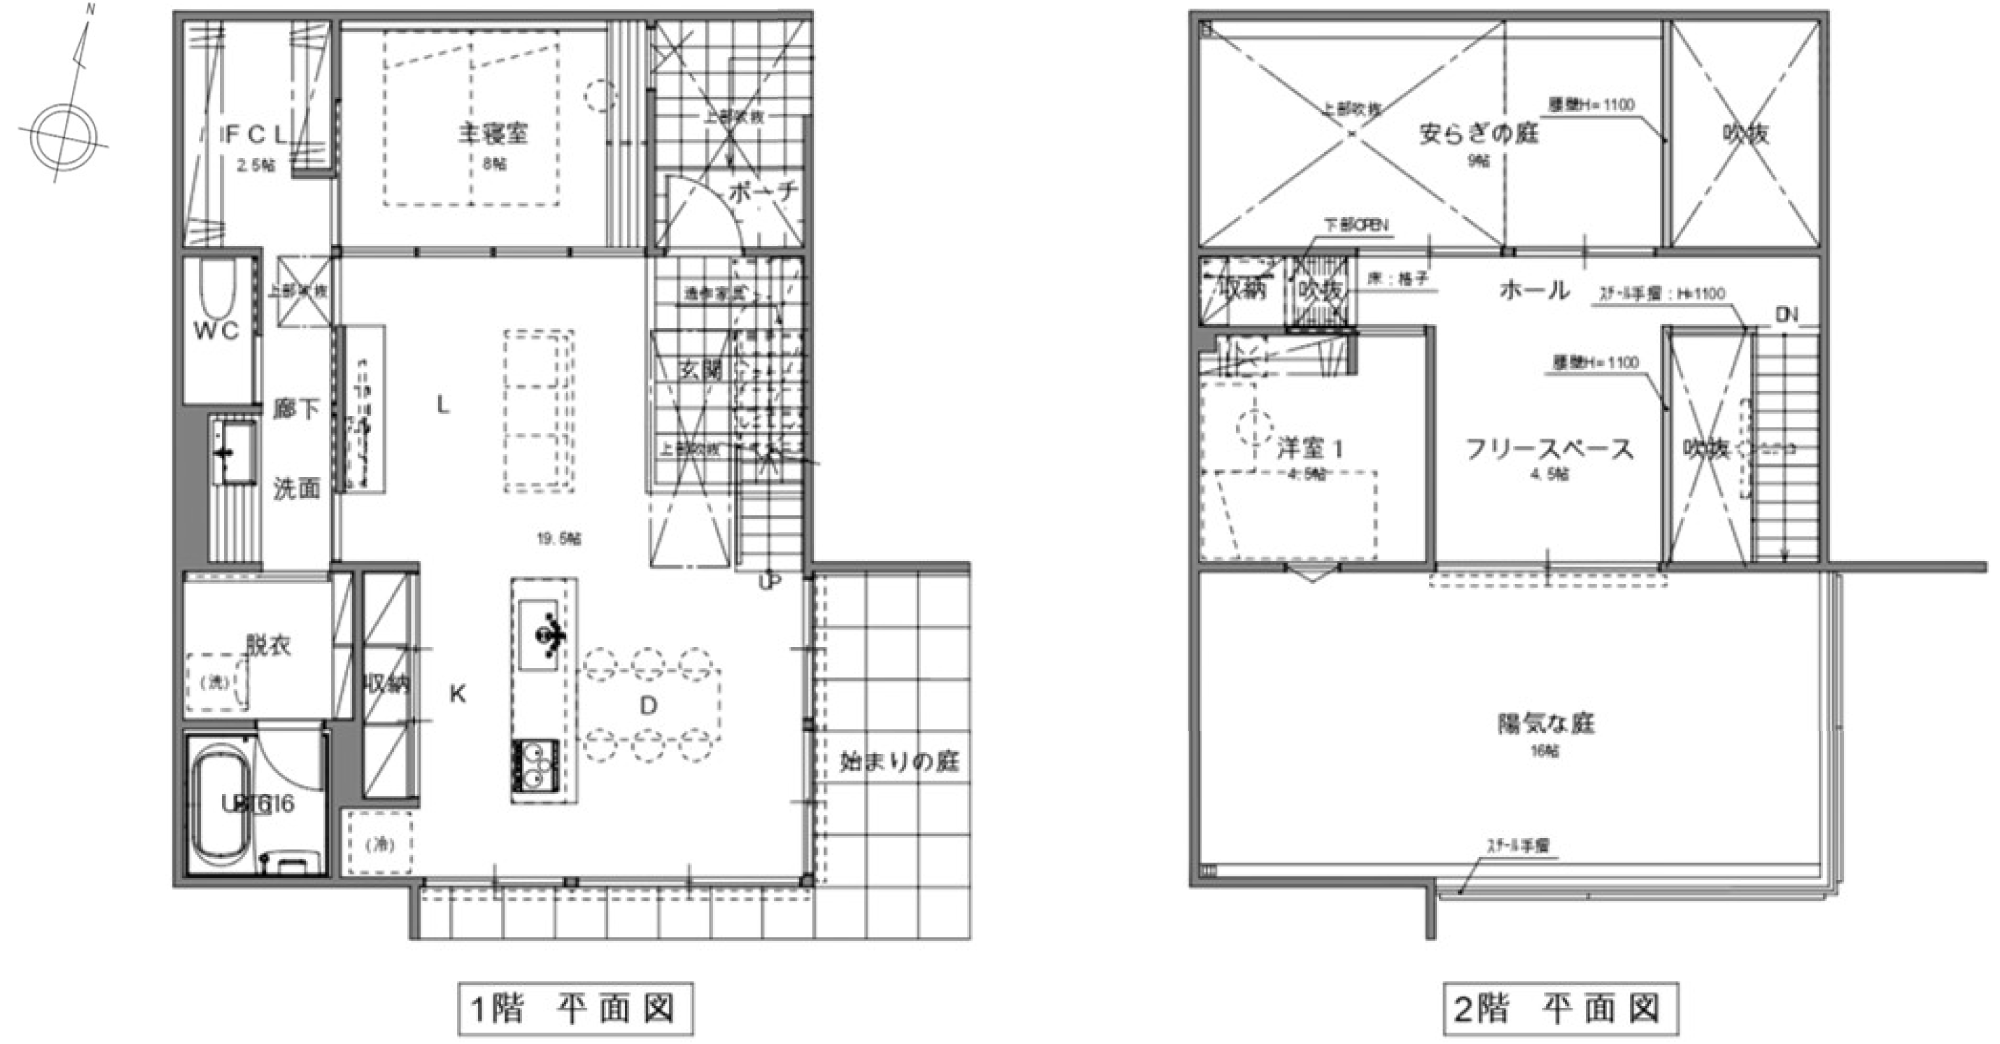 N
FCL
2.5帖
主寝室
8帖
上部吹抜
ポーチ
上部吹抜
WC
造作家具
玄関
L
廊下
上部吹抜
洗面
19.5帖
UP
脱衣
(洗)
収納
K
D
始まりの庭
(冷)
1階 平面図
上部吹抜
安らぎの庭
9帖
腰壁H=1100
吹抜
下部OPEN
収納
吹抜
床：格子
ホール
ｽﾁｰﾙ手摺：H=1100
DN
腰壁H=1100
洋室1
4.5帖
フリースペース
4.5帖
吹抜
陽気な庭
16帖
ｽﾁｰﾙ手摺
2階 平面図